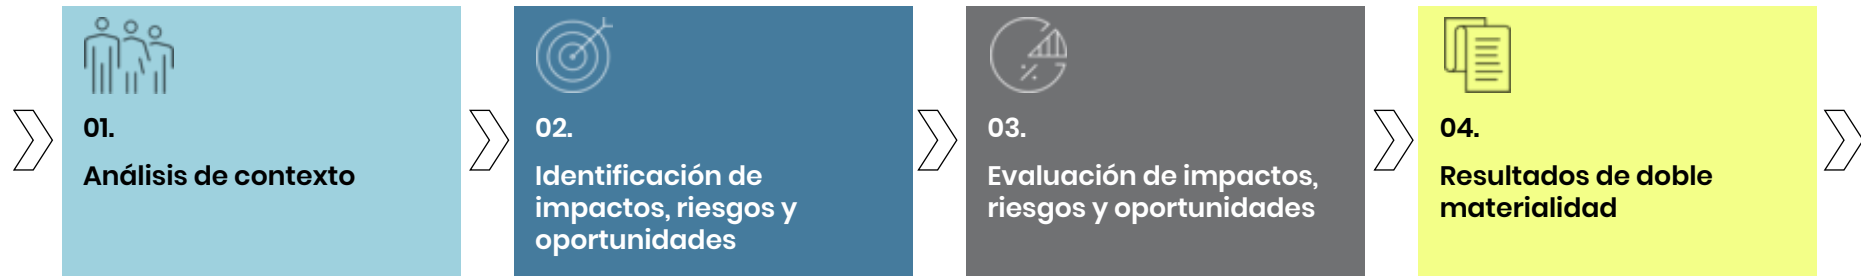 01.
Análisis de contexto
02.
Identificación de
impactos, riesgos y
oportunidades
03.
Evaluación de impactos,
riesgos y oportunidades
04.
Resultados de doble
materialidad